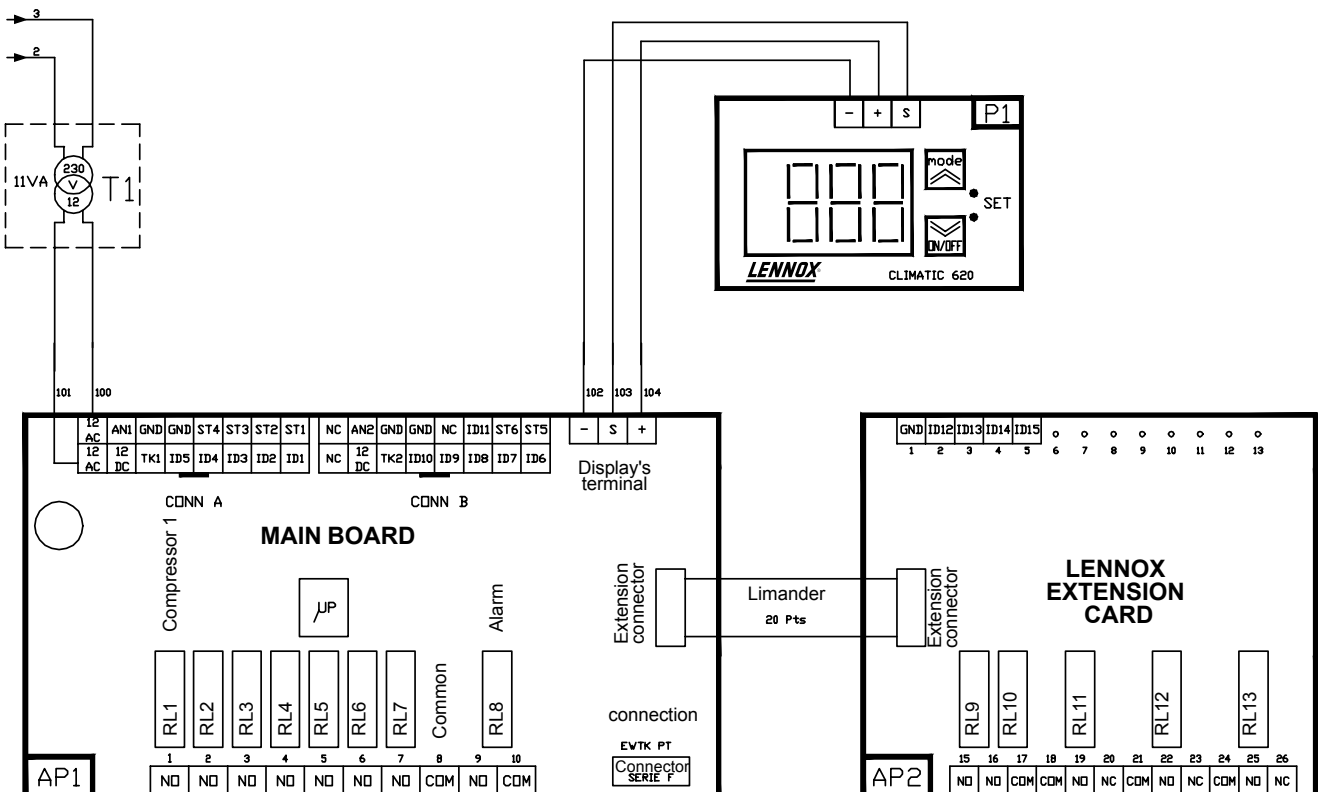 3
2
11VA 230 V 12 T1
- + S P1
mode
SET
ON/OFF
LENNOX CLIMATIC 620
101 100 102 103 104
12 AC AN1 GND GND ST4 ST3 ST2 ST1 NC AN2 GND GND NC ID11 ST6 ST5 - S +
12 AC 12 DC TK1 ID5 ID4 ID3 ID2 ID1 NC 12 DC TK2 ID10 ID9 ID8 ID7 ID6
CONN A CONN B
Display's
terminal
MAIN BOARD
Compressor 1
µP
Alarm
Common
RL1 RL2 RL3 RL4 RL5 RL6 RL7 RL8
Extension
connector
connection
EWTK PT
Connector
SERIE F
1 2 3 4 5 6 7 8 9 10
AP1 NO NO NO NO NO NO NO COM NO COM
Limander
20 Pts
GND ID12 ID13 ID14 ID15
1 2 3 4 5 6 7 8 9 10 11 12 13
Extension
connector
LENNOX
EXTENSION
CARD
RL9 RL10 RL11 RL12 RL13
15 16 17 18 19 20 21 22 23 24 25 26
AP2 NO NO COM COM NO NC COM NO NC COM NO NC